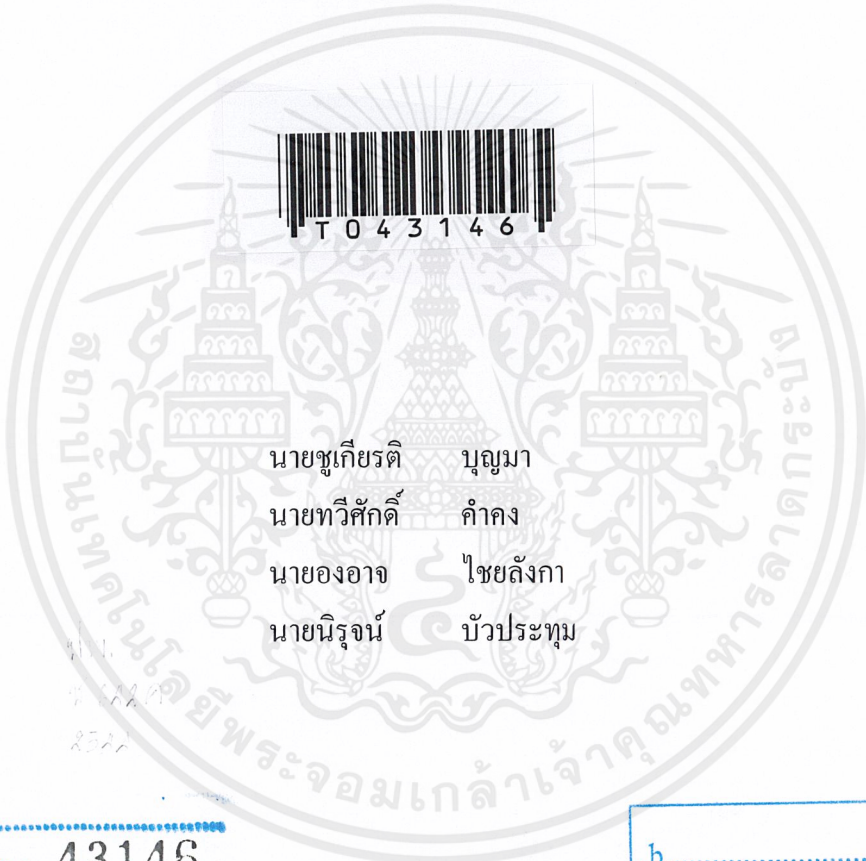 T043146
นายชูเกียรติ บุญมา
นายทวีศักดิ์ คำคง
นายองอาจ ไชยลังกา
นายนิรุจน์ บัวประทุม
สถาบันเทคโนโลยีพระจอมเกล้าเจ้าคุณทหารลาดกระบัง
43146
b